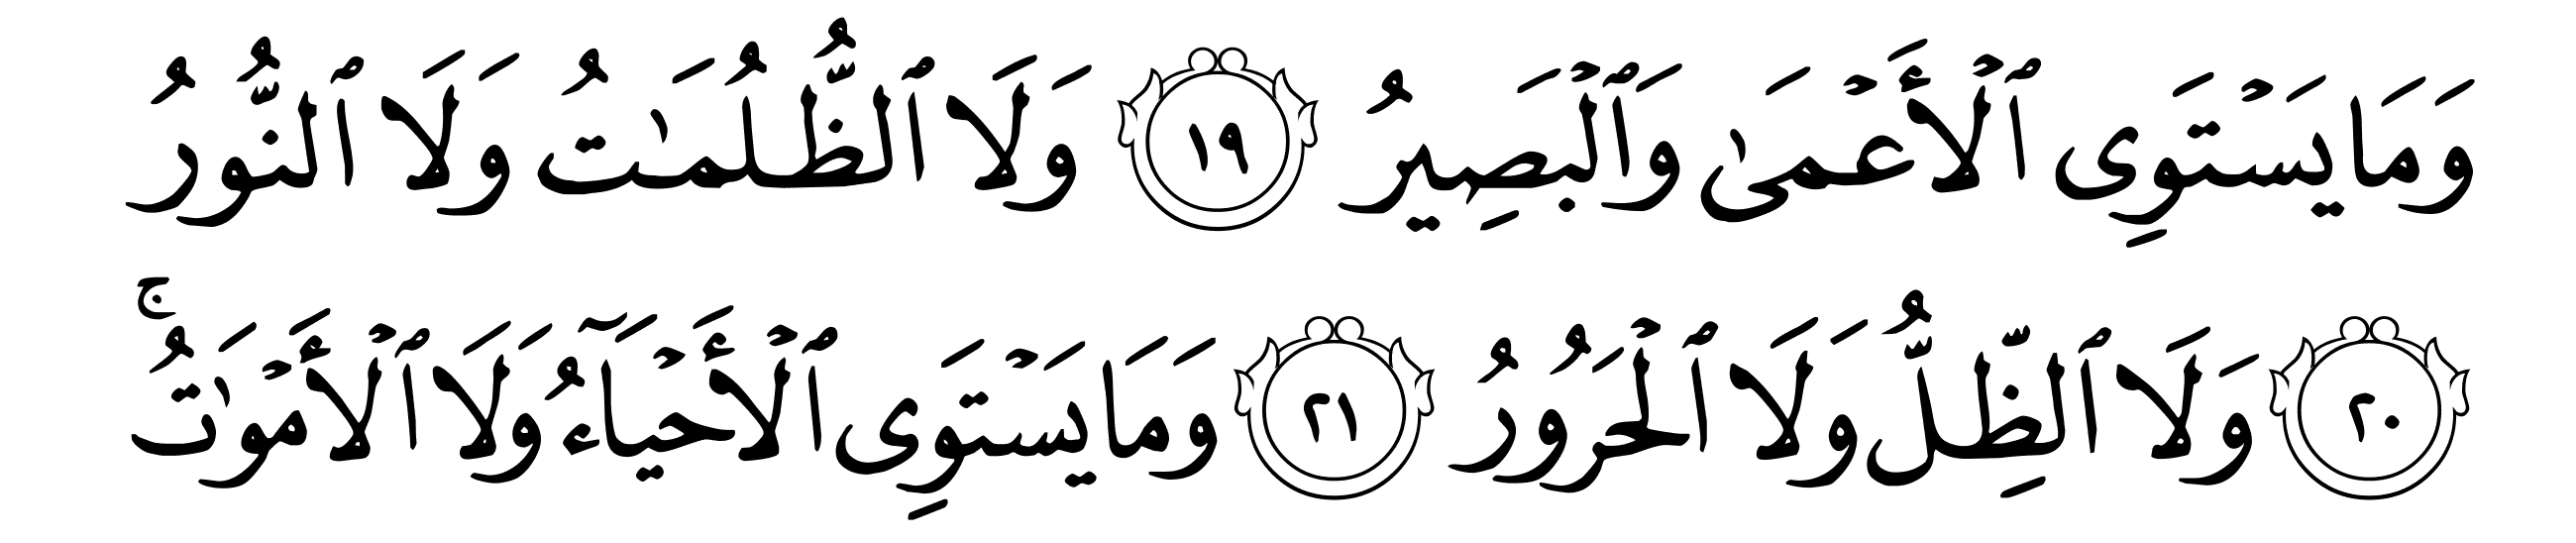 وَمَا يَسۡتَوِى ٱلۡأَعۡمَىٰ وَٱلۡبَصِيرُ ١٩ وَلَا ٱلظُّلُمَـٰتُ وَلَا ٱلنُّورُ
٢٠ وَلَا ٱلظِّلُّ وَلَا ٱلۡحَرُورُ ٢١ وَمَا يَسۡتَوِى ٱلۡأَحۡيَآءُ وَلَا ٱلۡأَمۡوَٰتُۚ